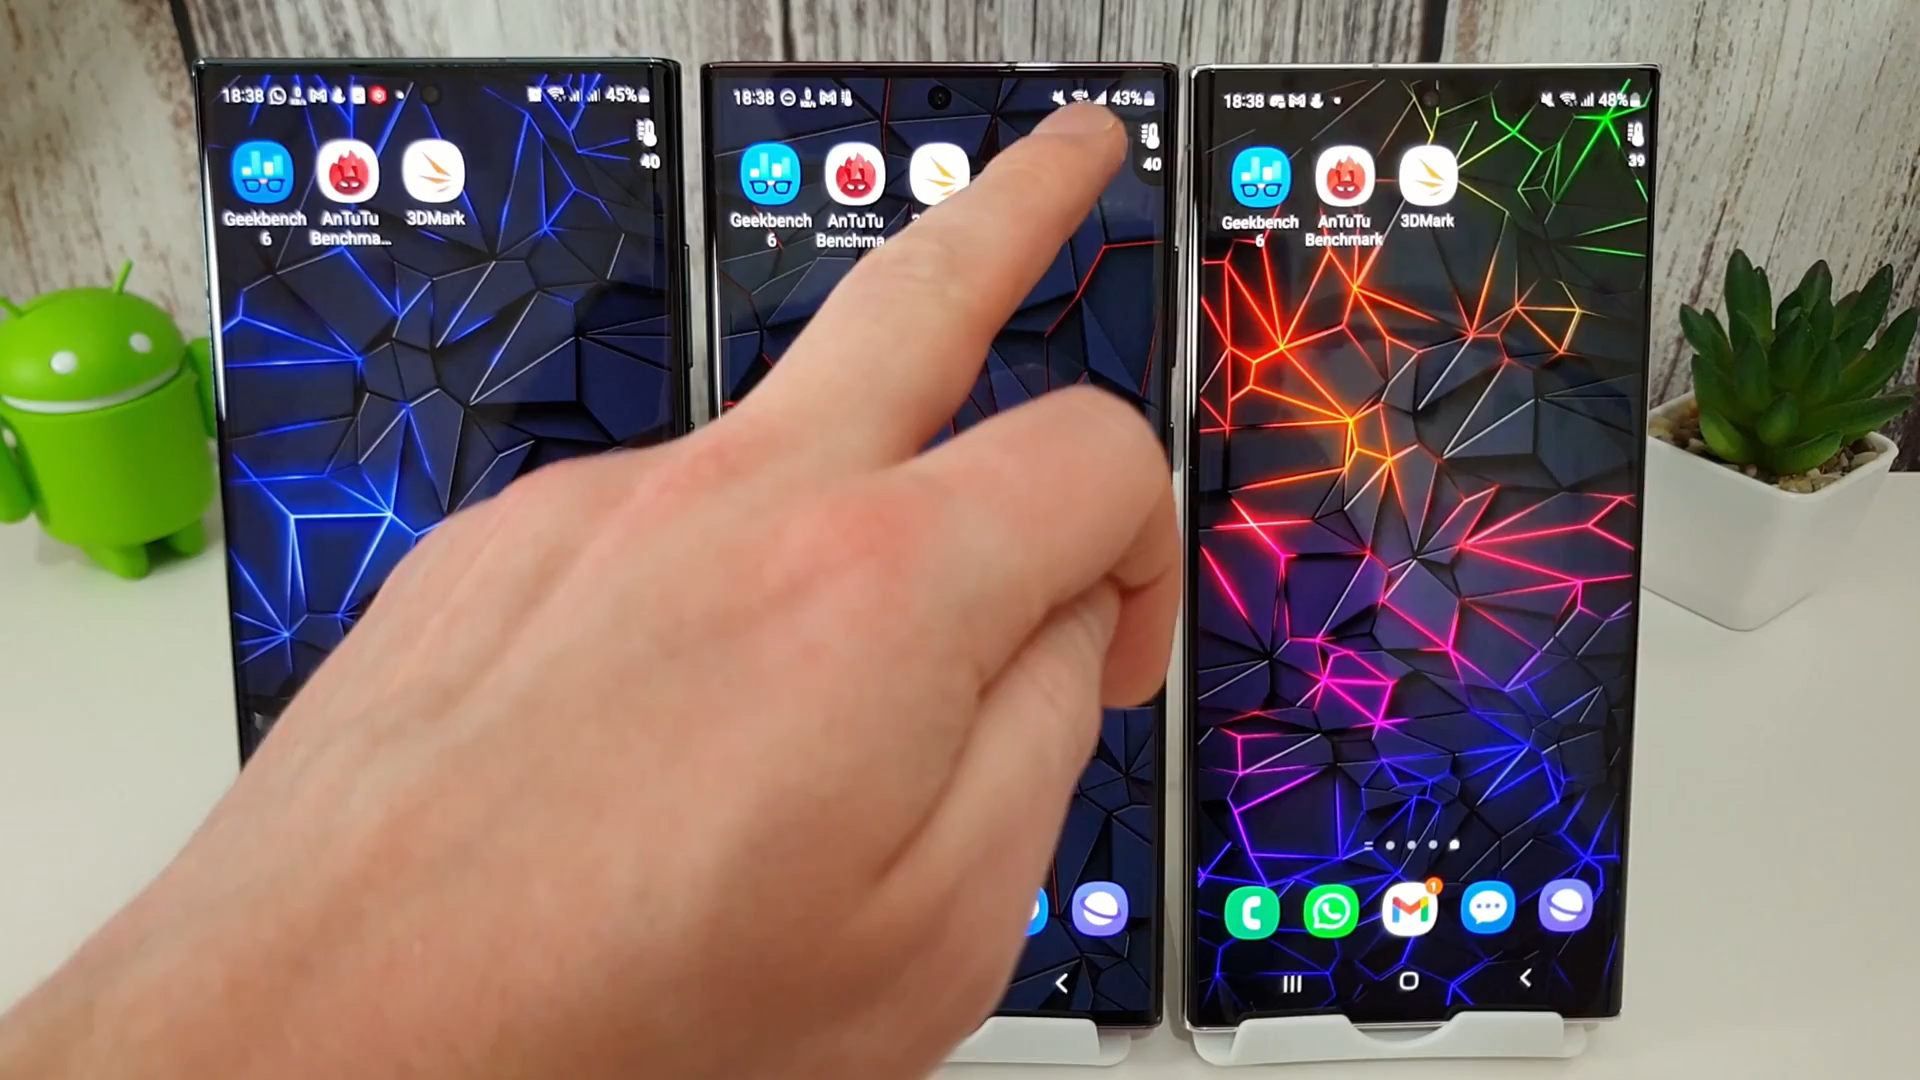 18:38
45%
40
Geekbench
6
AnTuTu
Benchma...
3DMark
18:38
43%
40
Geekbench
6
AnTuTu
Benchma
18:38
48%
39
Geekbench
6
AnTuTu
Benchmark
3DMark
1